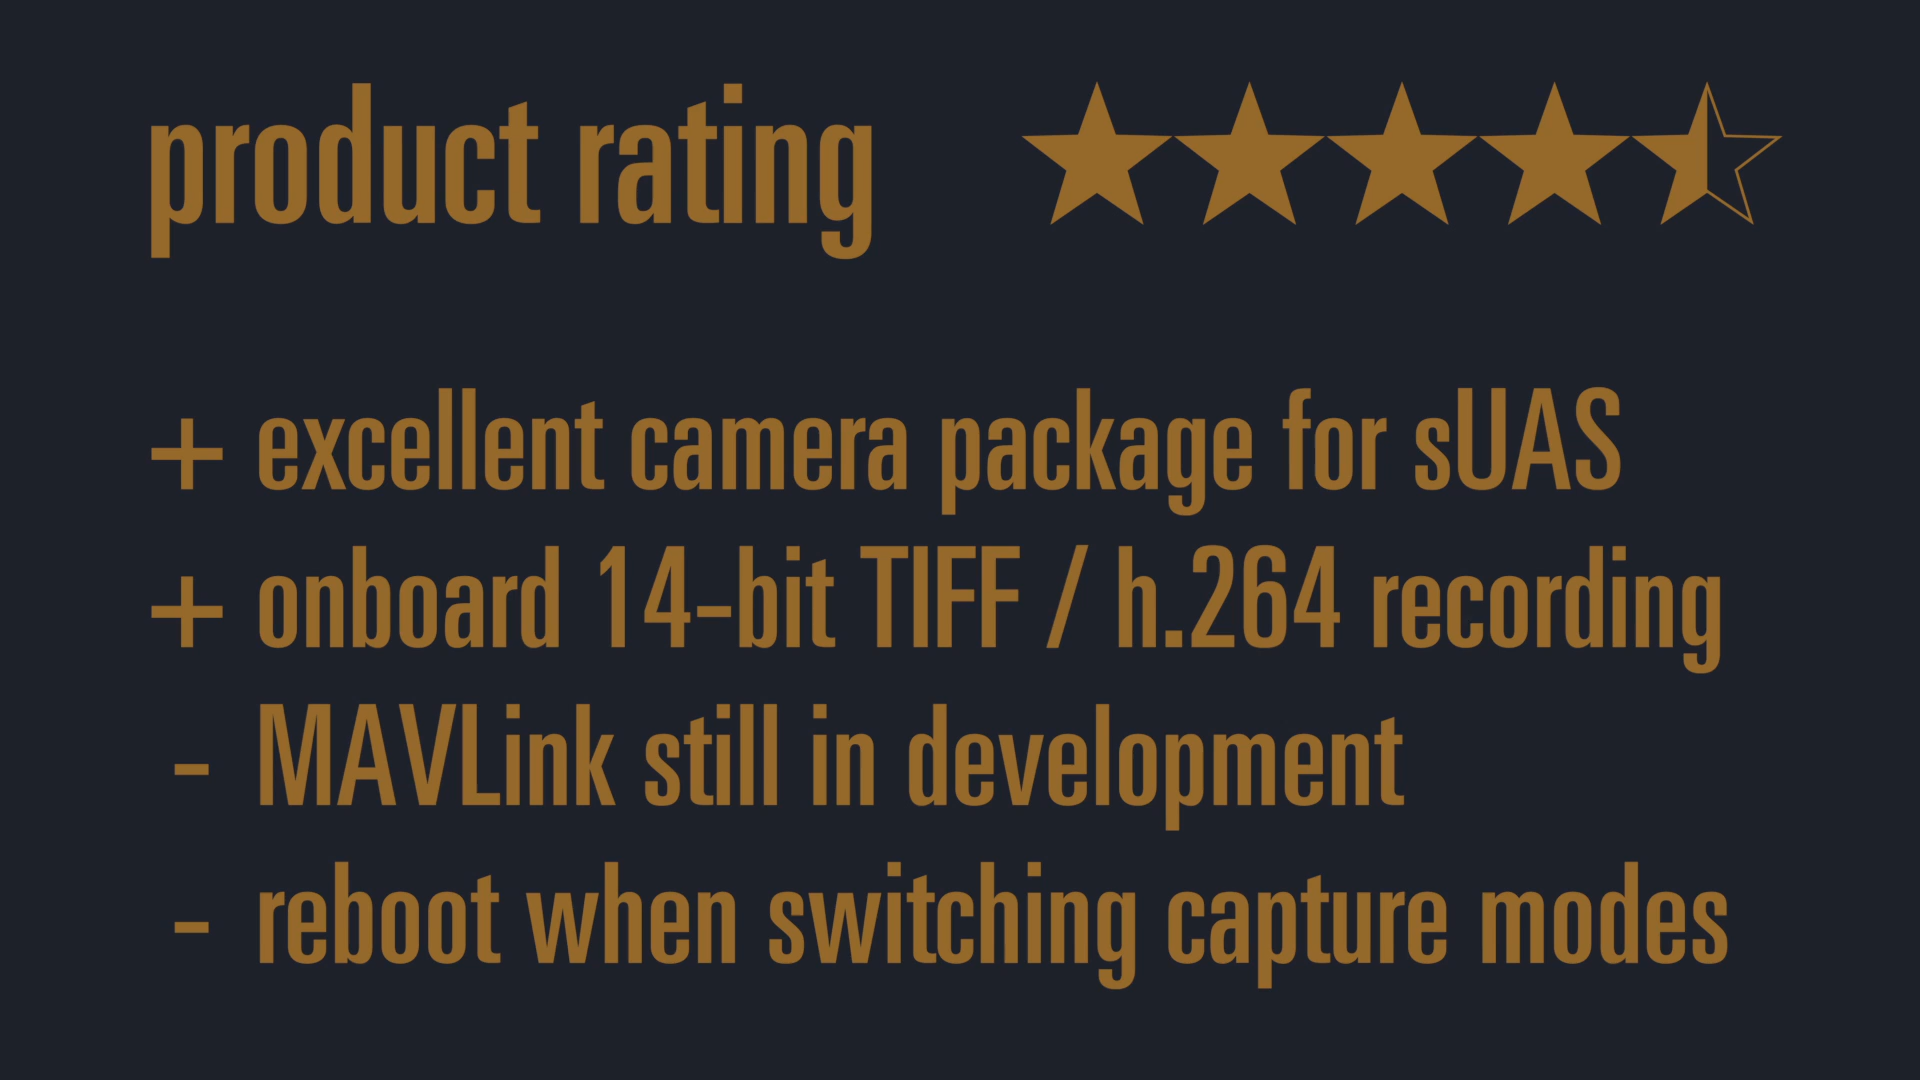 product rating
+ excellent camera package for sUAS
+ onboard 14-bit TIFF / h.264 recording
- MAVLink still in development
- reboot when switching capture modes